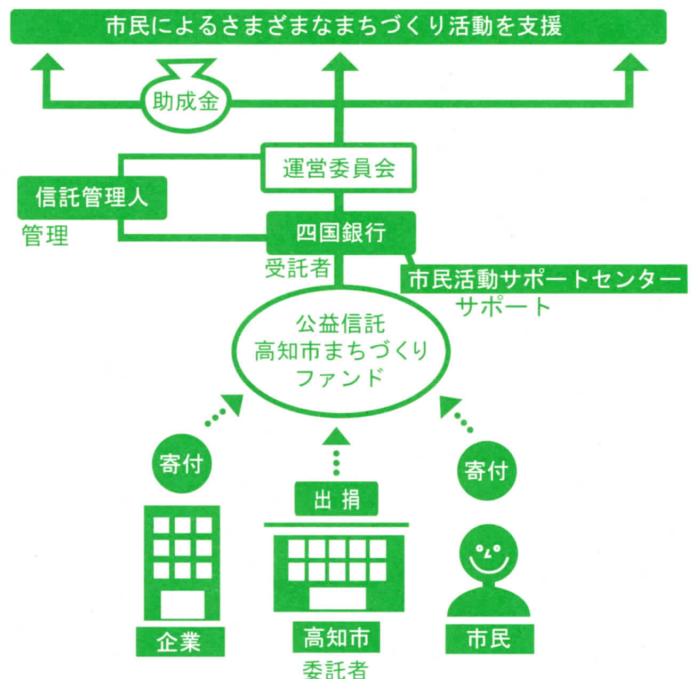 市民によるさまざまなまちづくり活動を支援
助成金
運営委員会
信託管理人
管理
四国銀行
受託者
市民活動サポートセンター
サポート
公益信託
高知市まちづくり
ファンド
寄付
出捐
寄付
企業
高知市
委託者
市民